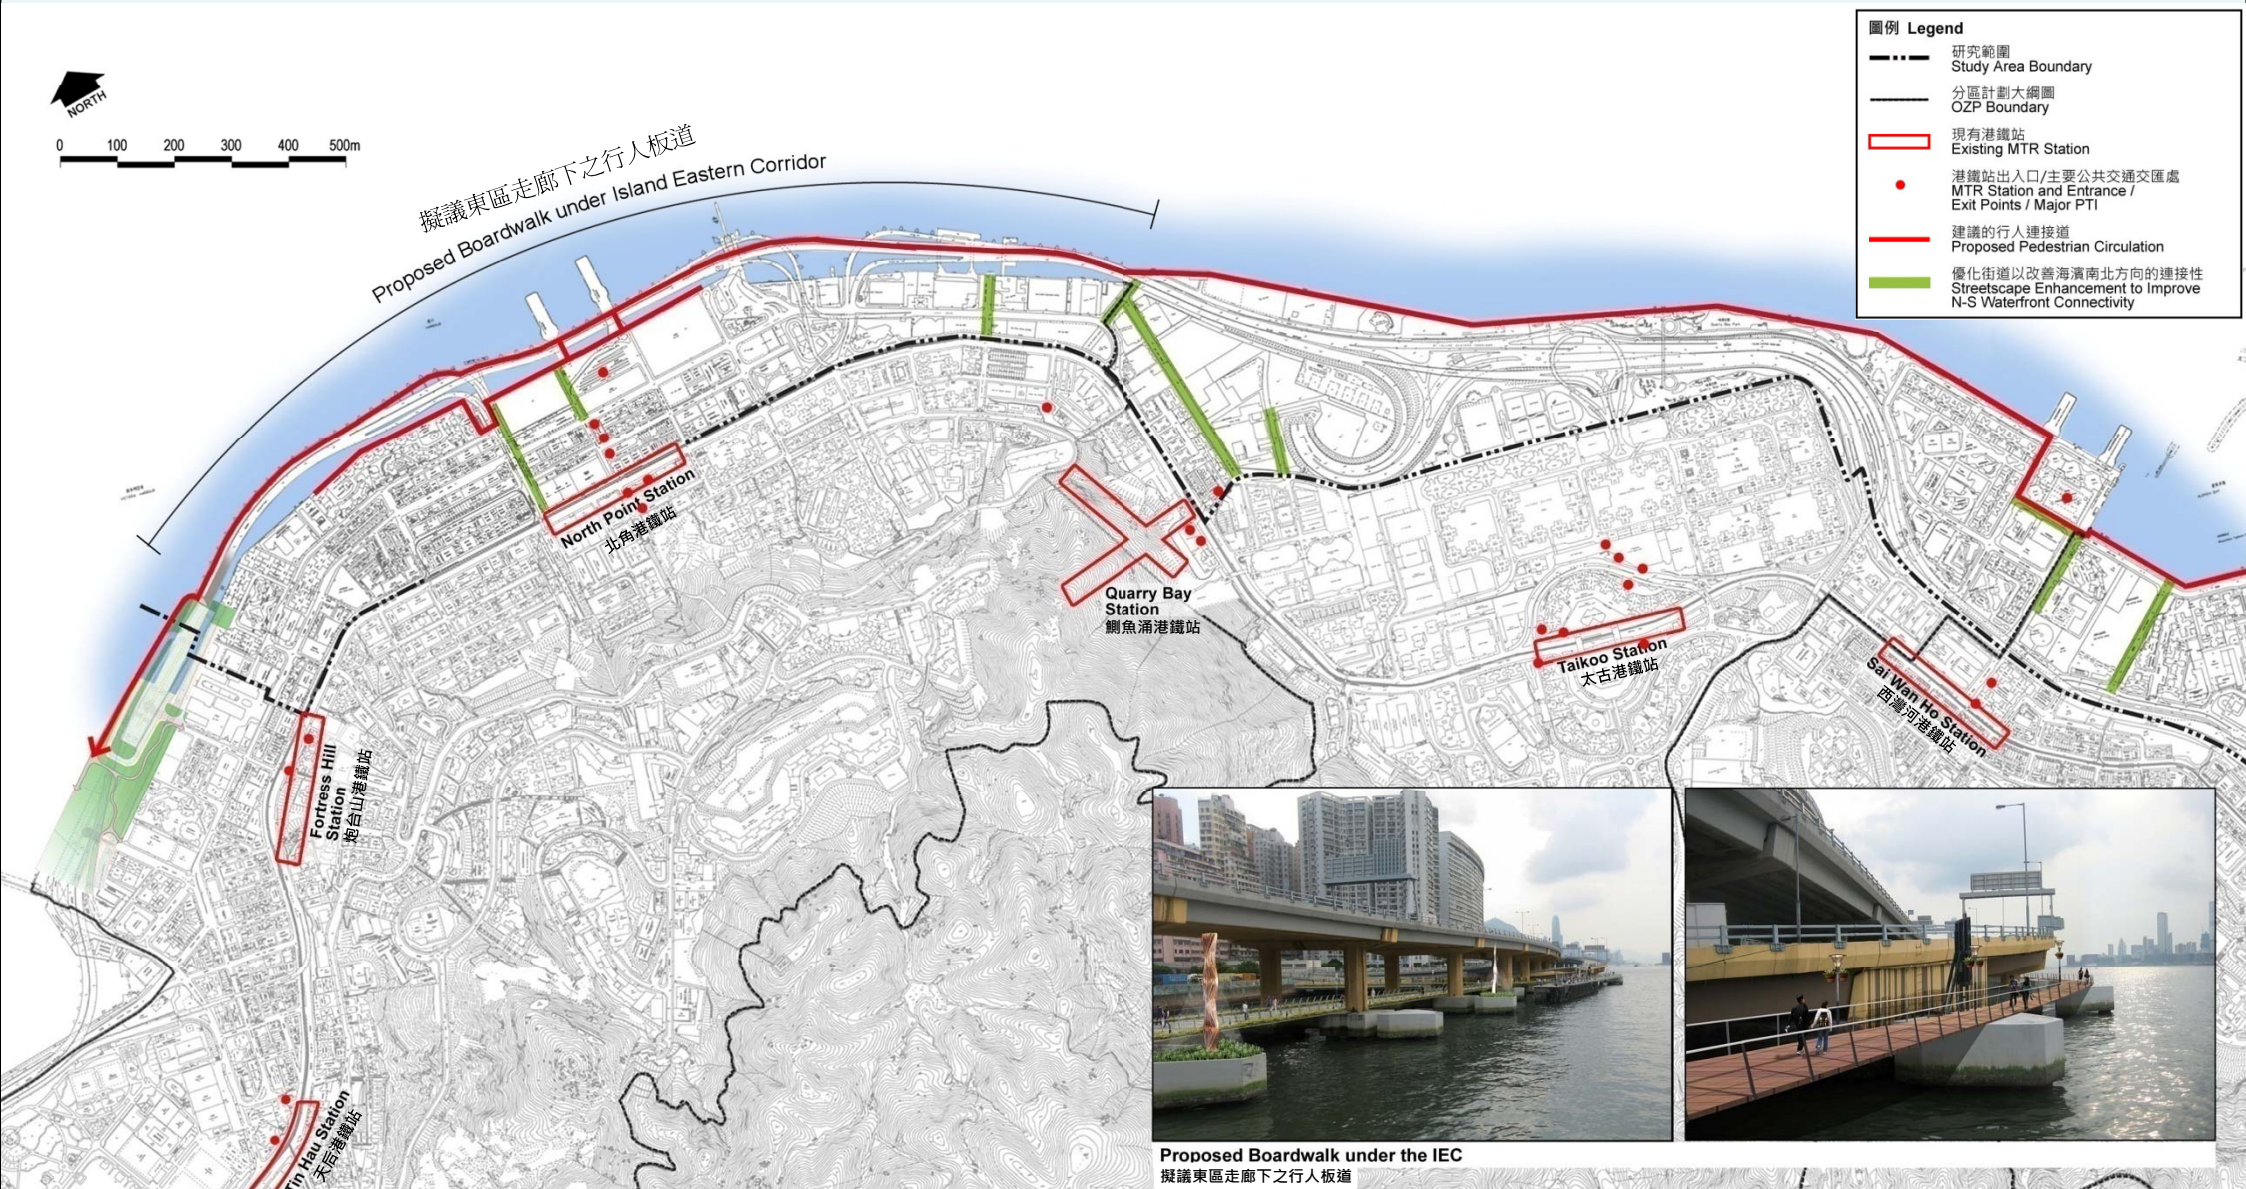 圖例 Legend
研究範圍
Study Area Boundary
分區計劃大綱圖
OZP Boundary
現有港鐵站
Existing MTR Station
港鐵站出入口/主要公共交通交匯處
MTR Station and Entrance /
Exit Points / Major PTI
建議的行人連接道
Proposed Pedestrian Circulation
優化街道以改善海濱南北方向的連接性
Streetscape Enhancement to Improve
N-S Waterfront Connectivity
NORTH
0 100 200 300 400 500m
擬議東區走廊下之行人板道
Proposed Boardwalk under Island Eastern Corridor
North Point Station
北角港鐵站
Quarry Bay
Station
鰂魚涌港鐵站
Taikoo Station
太古港鐵站
Sai Wan Ho Station
西灣河港鐵站
Fortress Hill
Station
炮台山港鐵站
Tin Hau Station
天后港鐵站
Proposed Boardwalk under the IEC
擬議東區走廊下之行人板道